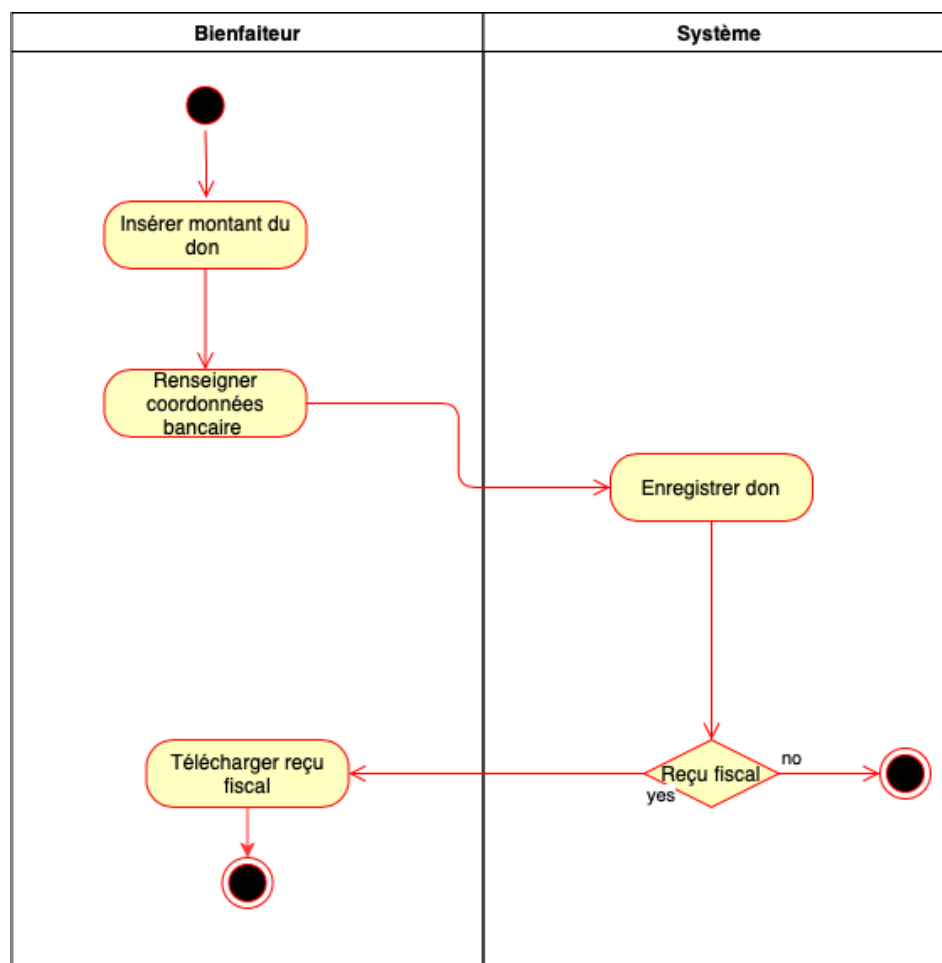 Bienfaiteur
Système
Insérer montant du
don
Renseigner
coordonnées
bancaire
Enregistrer don
Télécharger reçu
fiscal
Reçu fiscal
no
yes